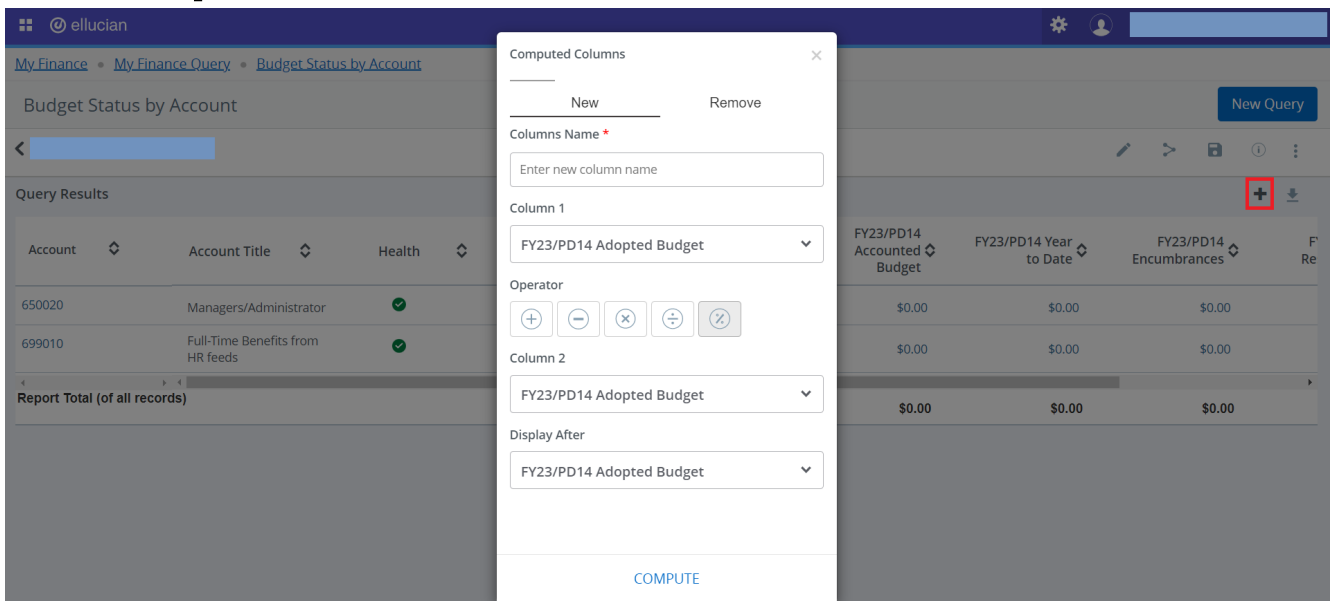 ellucian
My Finance • My Finance Query • Budget Status by Account
Budget Status by Account
New Query
Query Results
Account
Account Title
Health
FY23/PD14
Accounted
Budget
FY23/PD14 Year
to Date
FY23/PD14
Encumbrances
F
Re
650020
Managers/Administrator
$0.00
$0.00
$0.00
699010
Full-Time Benefits from
HR feeds
$0.00
$0.00
$0.00
Report Total (of all records)
$0.00
$0.00
$0.00
Computed Columns
New
Remove
Columns Name *
Enter new column name
Column 1
FY23/PD14 Adopted Budget
Operator
Column 2
FY23/PD14 Adopted Budget
Display After
FY23/PD14 Adopted Budget
COMPUTE